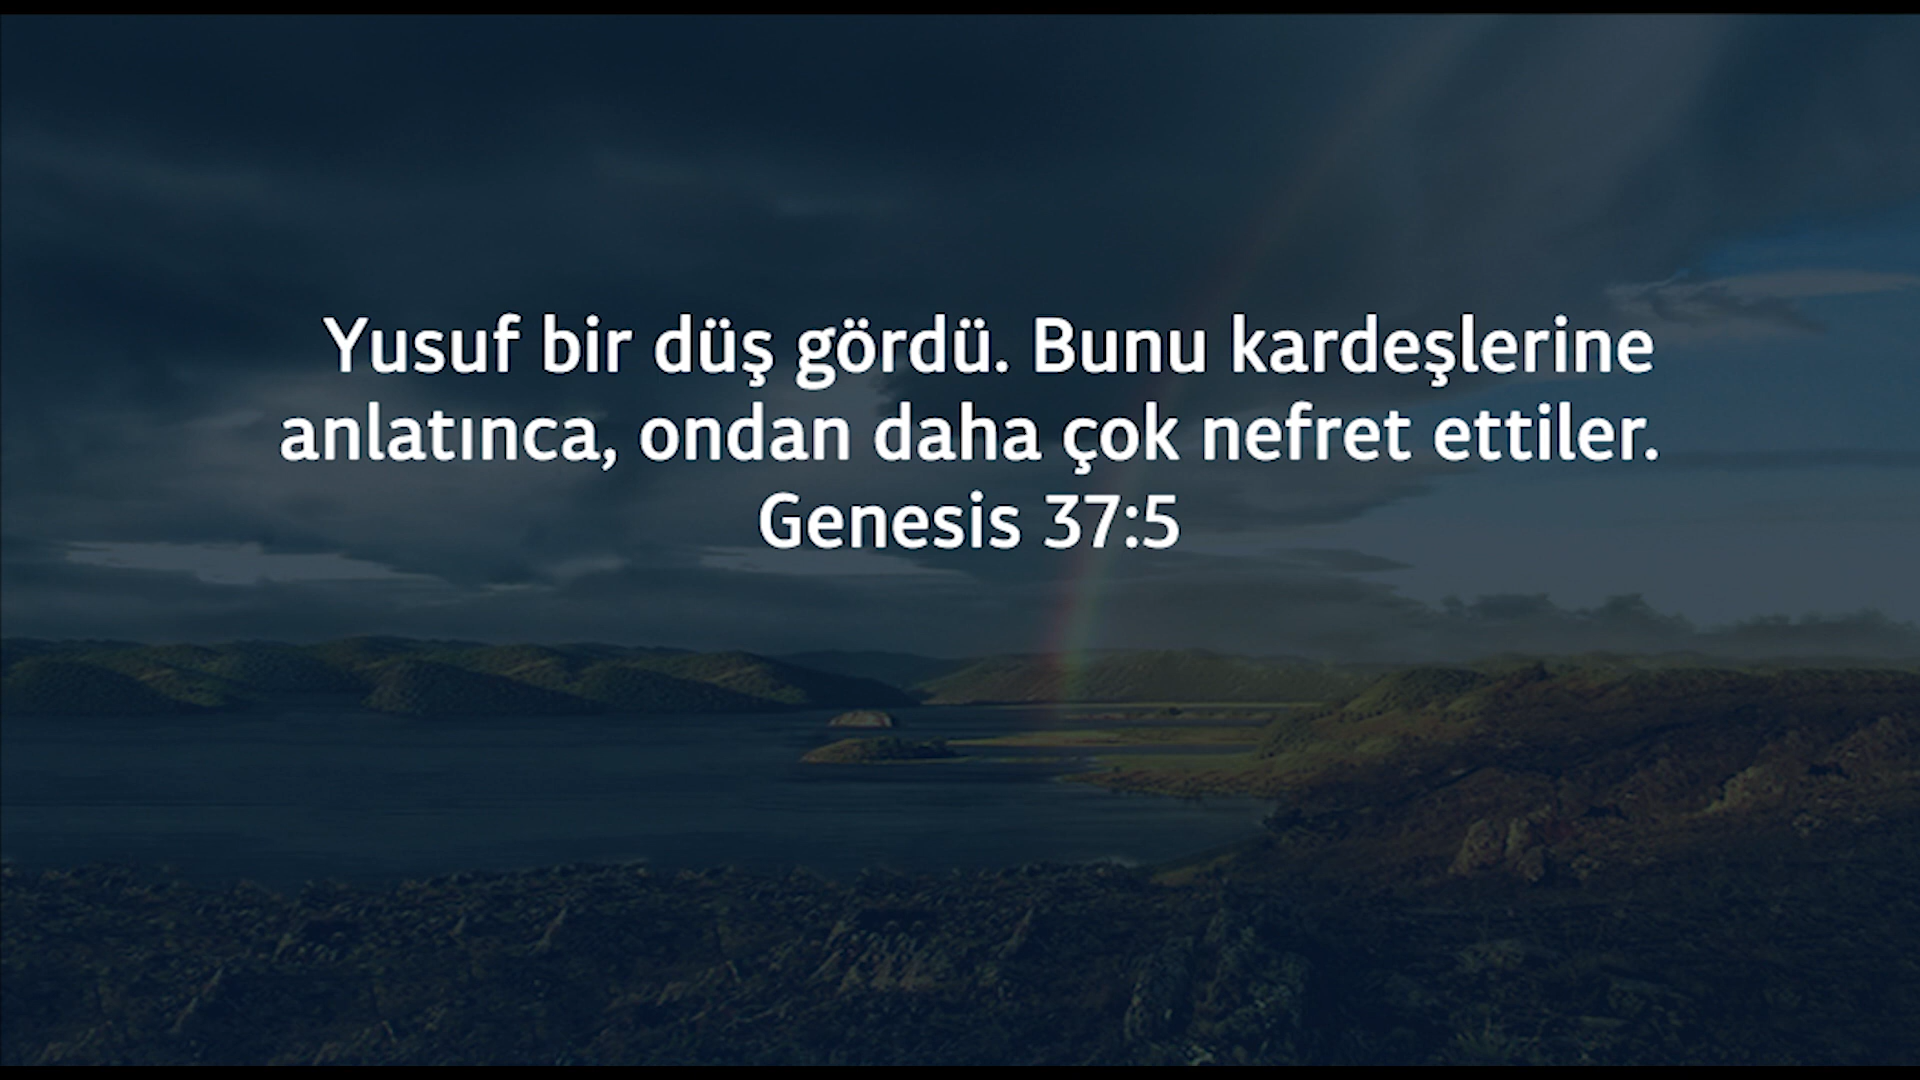 Yusuf bir düş gördü. Bunu kardeşlerine
anlatınca, ondan daha çok nefret ettiler.
Genesis 37:5